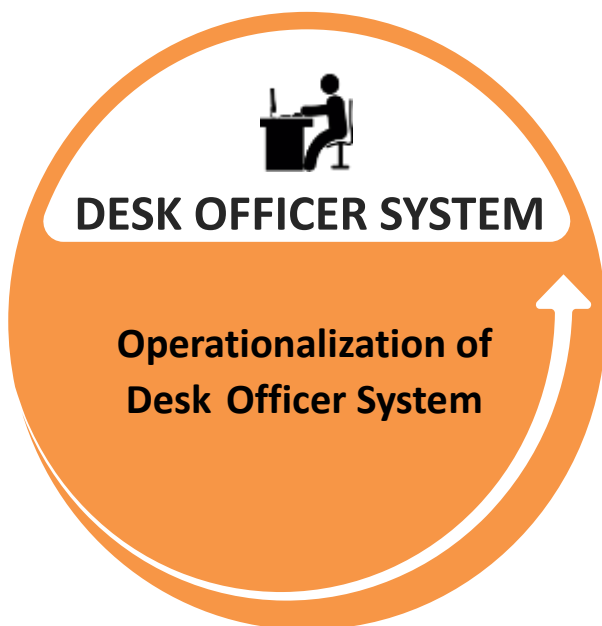 DESK OFFICER SYSTEM
Operationalization of
Desk Officer System